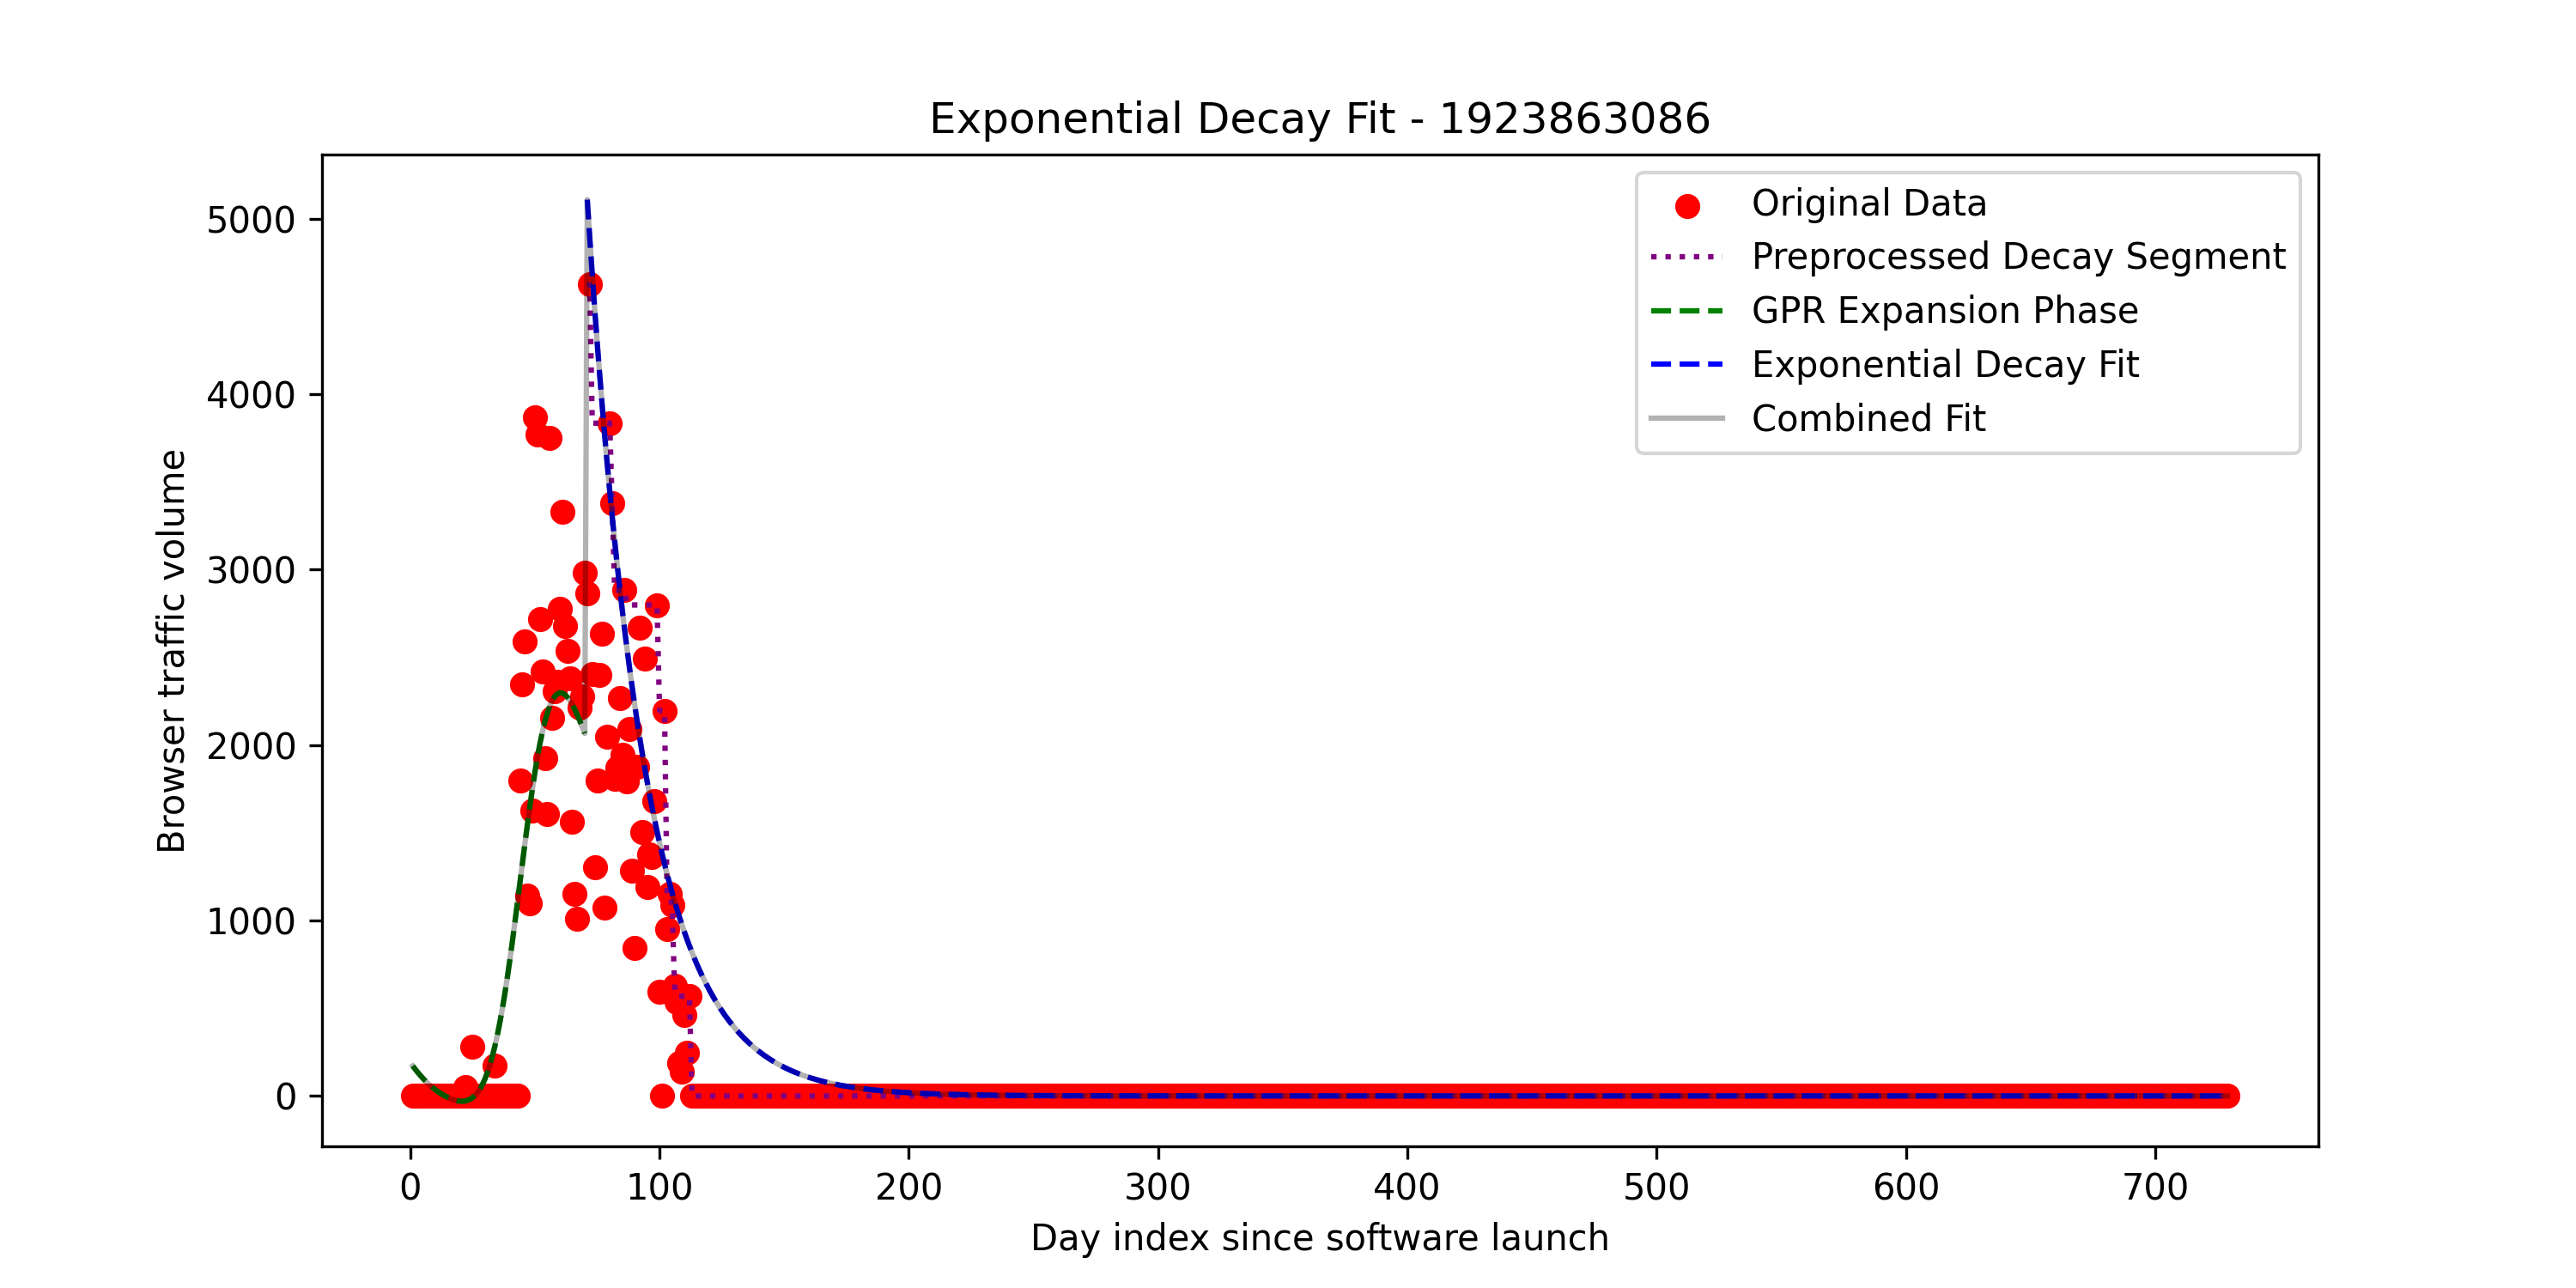 Exponential Decay Fit - 1923863086
Original Data
Preprocessed Decay Segment
GPR Expansion Phase
Exponential Decay Fit
Combined Fit
Browser traffic volume
5000
4000
3000
2000
1000
0
0 100 200 300 400 500 600 700
Day index since software launch